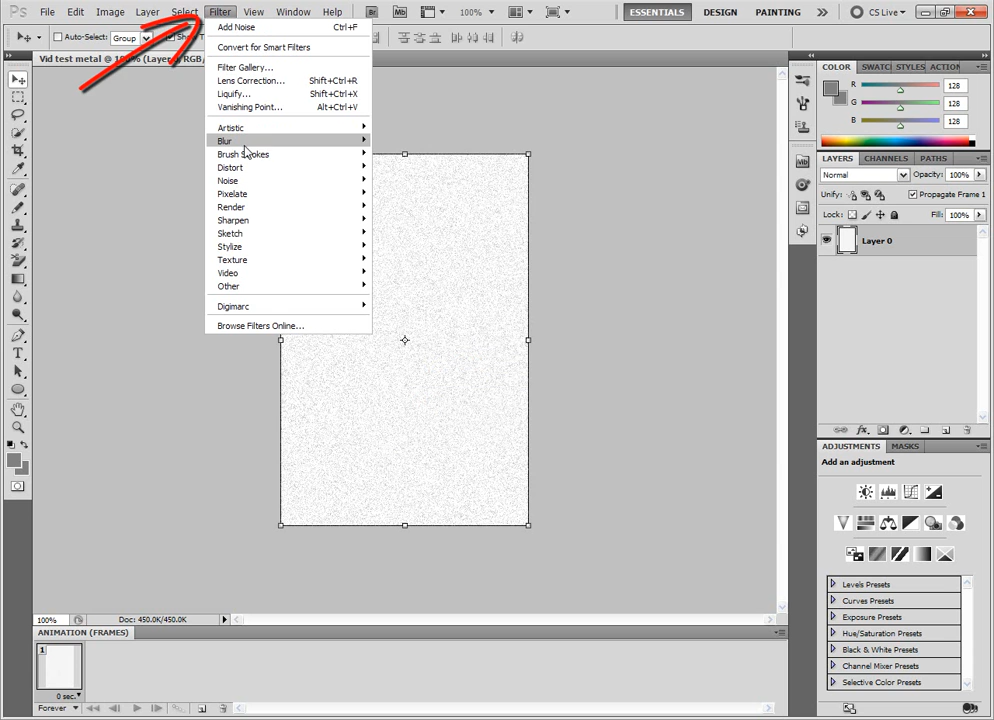 Ps File Edit Image Layer Select Filter View Window Help Br Mb 100% ESSENTIALS DESIGN PAINTING CS Live
Auto-Select: Group
Vid test metal @ 100% (Layer 0, RGB/
Add Noise Ctrl+F
Convert for Smart Filters
Filter Gallery...
Lens Correction... Shift+Ctrl+R
Liquify... Shift+Ctrl+X
Vanishing Point... Alt+Ctrl+V
Artistic
Blur
Brush Strokes
Distort
Noise
Pixelate
Render
Sharpen
Sketch
Stylize
Texture
Video
Other
Digimarc
Browse Filters Online...
COLOR SWATC STYLES ACTION
R 128
G 128
B 128
LAYERS CHANNELS PATHS
Normal Opacity: 100%
Unify: Propagate Frame 1
Lock: Fill: 100%
Layer 0
fx
ADJUSTMENTS MASKS
Add an adjustment
Levels Presets
Curves Presets
Exposure Presets
Hue/Saturation Presets
Black & White Presets
Channel Mixer Presets
Selective Color Presets
100% Doc: 450.0K/450.0K
ANIMATION (FRAMES)
1
0 sec.
Forever